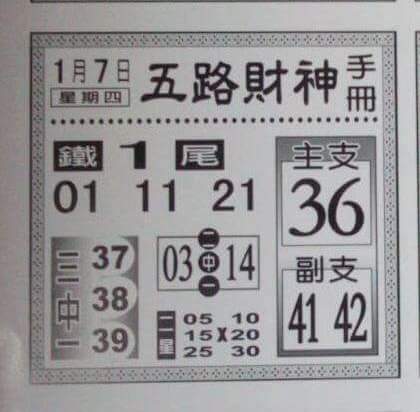 1月7日
星期四
五路財神
手冊
鐵 1 尾
01 11 21
主支
36
三中一
37
38
39
03 二中一 14
副支
41 42
二星
05 10
15X20
25 30